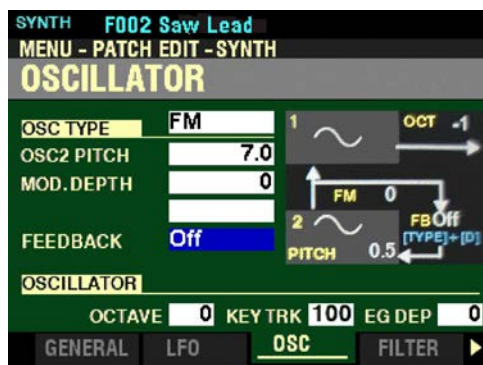 SYNTH F002 Saw Lead
MENU - PATCH EDIT - SYNTH
OSCILLATOR
OSC TYPE FM
OSC2 PITCH 7.0
MOD.DEPTH 0
FEEDBACK Off
1 OCT -1
FM 0
2 FB Off
[TYPE]+[D]
PITCH 0.5
OSCILLATOR
OCTAVE 0 KEY TRK 100 EG DEP 0
GENERAL LFO OSC FILTER